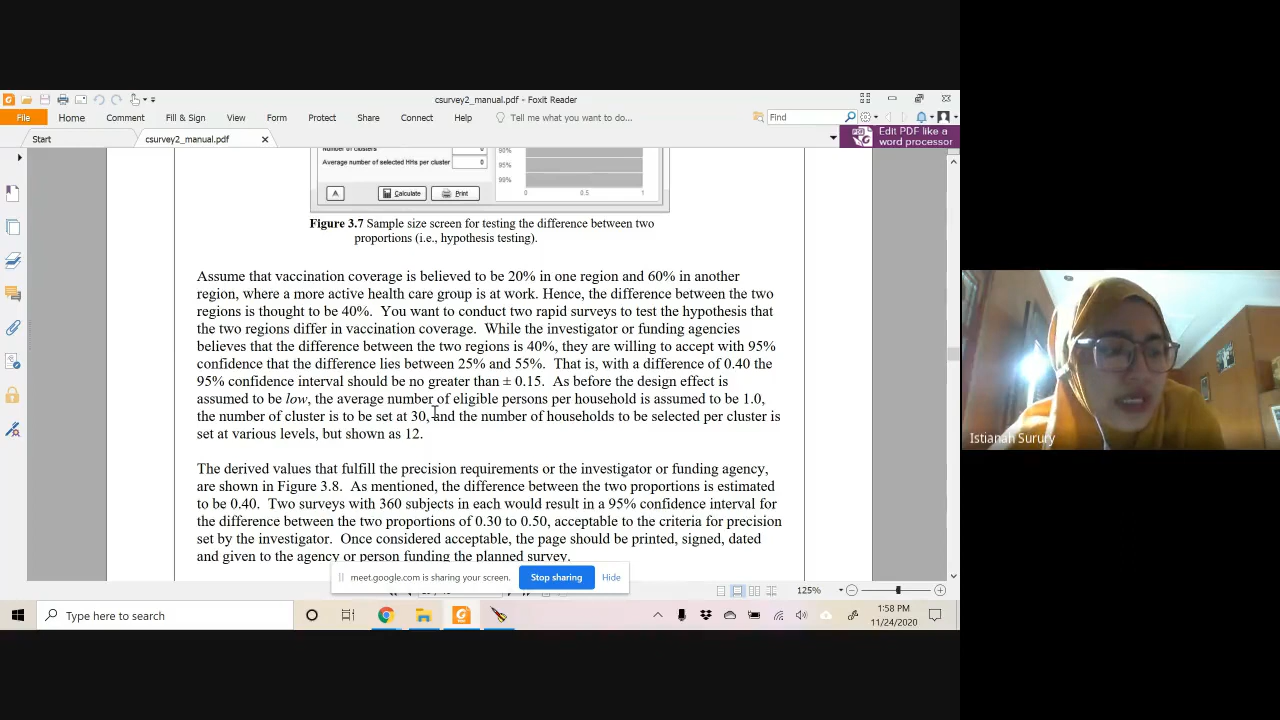 csurvey2_manual.pdf - Foxit Reader
File Home Comment Fill & Sign View Form Protect Share Connect Help Tell me what you want to do... Find
Start csurvey2_manual.pdf Edit PDF like a
word processor
Average number of selected HHs per cluster 0
90%
95%
99%
Calculate Print 0 0.5 1
Figure 3.7 Sample size screen for testing the difference between two
proportions (i.e., hypothesis testing).
Assume that vaccination coverage is believed to be 20% in one region and 60% in another
region, where a more active health care group is at work. Hence, the difference between the two
regions is thought to be 40%. You want to conduct two rapid surveys to test the hypothesis that
the two regions differ in vaccination coverage. While the investigator or funding agencies
believes that the difference between the two regions is 40%, they are willing to accept with 95%
confidence that the difference lies between 25% and 55%. That is, with a difference of 0.40 the
95% confidence interval should be no greater than ± 0.15. As before the design effect is
assumed to be low, the average number of eligible persons per household is assumed to be 1.0,
the number of cluster is to be set at 30, and the number of households to be selected per cluster is
set at various levels, but shown as 12.
The derived values that fulfill the precision requirements or the investigator or funding agency,
are shown in Figure 3.8. As mentioned, the difference between the two proportions is estimated
to be 0.40. Two surveys with 360 subjects in each would result in a 95% confidence interval for
the difference between the two proportions of 0.30 to 0.50, acceptable to the criteria for precision
set by the investigator. Once considered acceptable, the page should be printed, signed, dated
and given to the agency or person funding the planned survey.
meet.google.com is sharing your screen. Stop sharing Hide
125%
Type here to search
1:58 PM
11/24/2020
Istianah Surury